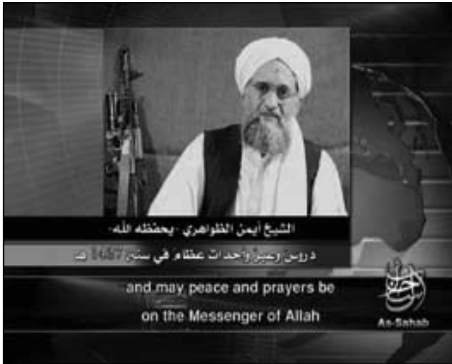 الشيخ أيمن الظواهري "يحفظه الله"
دروس وعبر وأحداث عظام في سنة 1427 هـ
and may peace and prayers be
on the Messenger of Allah
السحاب
As-Sahab